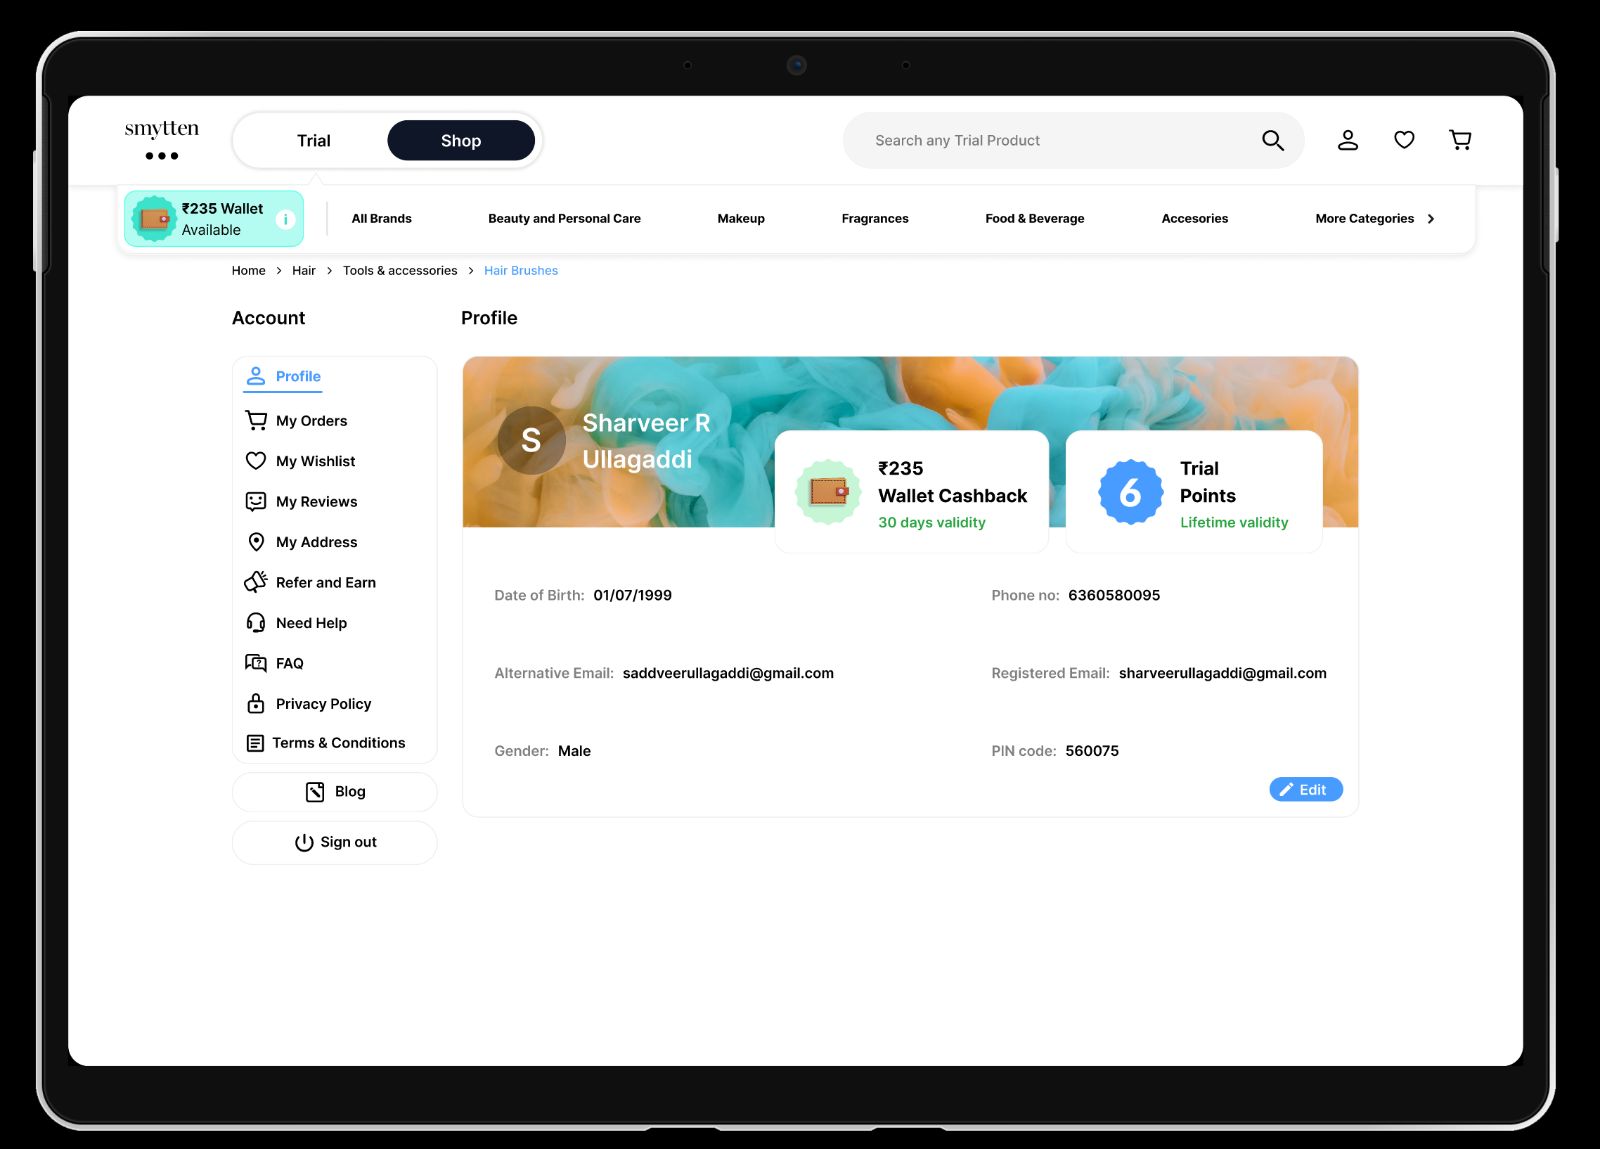 smytten
Trial
Shop
Search any Trial Product
₹235 Wallet
Available
i
All Brands
Beauty and Personal Care
Makeup
Fragrances
Food & Beverage
Accesories
More Categories
Home > Hair > Tools & accessories > Hair Brushes
Account
Profile
Profile
My Orders
My Wishlist
My Reviews
My Address
Refer and Earn
Need Help
? FAQ
Privacy Policy
Terms & Conditions
Blog
Sign out
S
Sharveer R
Ullagaddi
₹235
Wallet Cashback
30 days validity
6
Trial
Points
Lifetime validity
Date of Birth: 01/07/1999
Phone no: 6360580095
Alternative Email: saddveerullagaddi@gmail.com
Registered Email: sharveerullagaddi@gmail.com
Gender: Male
PIN code: 560075
Edit